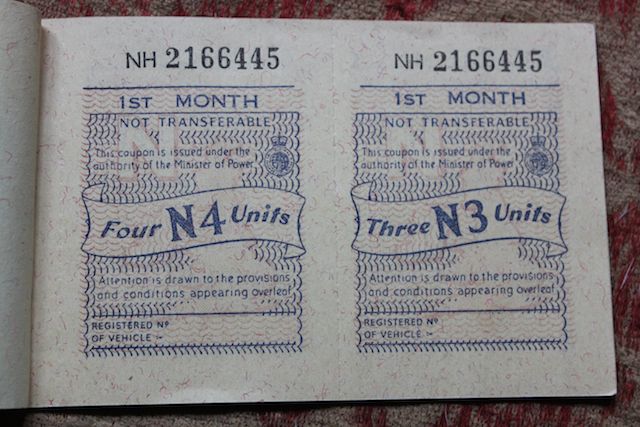 NH 2166445
1ST MONTH
NOT TRANSFERABLE
This coupon is issued under the
authority of the Minister of Power
Four N4 Units
Attention is drawn to the provisions
and conditions appearing overleaf
REGISTERED Nº
OF VEHICLE :-
NH 2166445
1ST MONTH
NOT TRANSFERABLE
This coupon is issued under the
authority of the Minister of Power
Three N3 Units
Attention is drawn to the provisions
and conditions appearing overleaf
REGISTERED Nº
OF VEHICLE :-